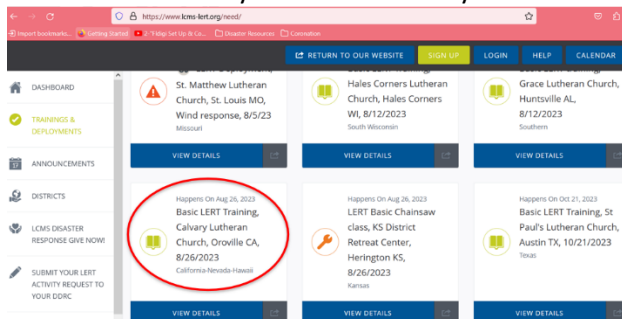 https://www.lcms-lert.org/need/
Import bookmarks...
Getting Started
Disaster Resources
Coronation
RETURN TO OUR WEBSITE
SIGN UP
LOGIN
HELP
CALENDAR
DASHBOARD
TRAININGS &
DEPLOYMENTS
ANNOUNCEMENTS
DISTRICTS
LCMS DISASTER
RESPONSE GIVE NOW!
SUBMIT YOUR LERT
ACTIVITY REQUEST TO
YOUR DDRC
St. Matthew Lutheran
Church, St. Louis MO,
Wind response, 8/5/23
Missouri
VIEW DETAILS
Hales Corners Lutheran
Church, Hales Corners
WI, 8/12/2023
South Wisconsin
VIEW DETAILS
Grace Lutheran Church,
Huntsville AL,
8/12/2023
Southern
VIEW DETAILS
Happens On Aug 26, 2023
Basic LERT Training,
Calvary Lutheran
Church, Oroville CA,
8/26/2023
California-Nevada-Hawaii
VIEW DETAILS
Happens On Aug 26, 2023
LERT Basic Chainsaw
class, KS District
Retreat Center,
Herington KS,
8/26/2023
Kansas
VIEW DETAILS
Happens On Oct 21, 2023
Basic LERT Training, St
Paul's Lutheran Church,
Austin TX, 10/21/2023
Texas
VIEW DETAILS